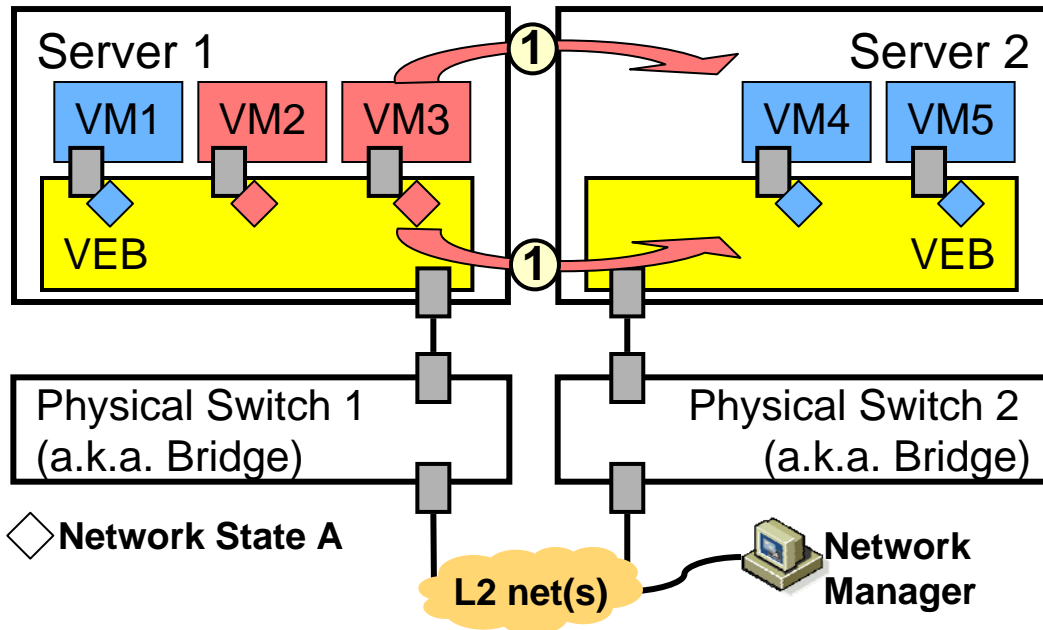 Server 1
1
Server 2
VM1
VM2
VM3
VM4
VM5
VEB
1
VEB
Physical Switch 1
(a.k.a. Bridge)
Physical Switch 2
(a.k.a. Bridge)
Network State A
L2 net(s)
Network
Manager